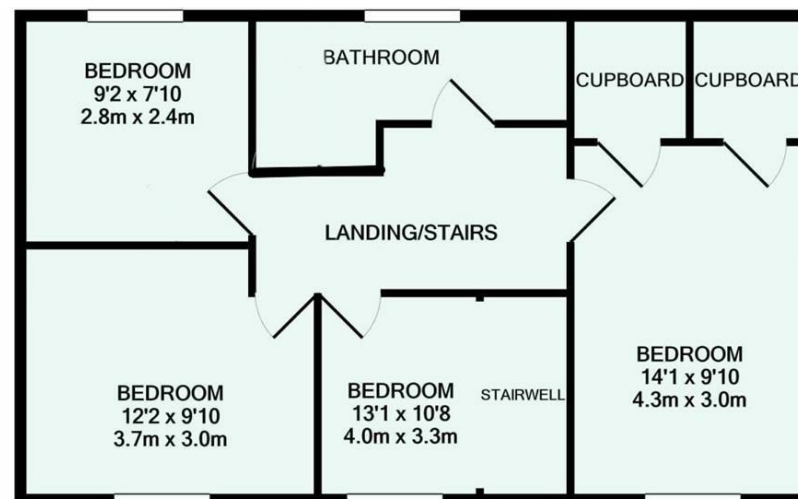 BEDROOM
9'2 x 7'10
2.8m x 2.4m
BATHROOM
CUPBOARD
CUPBOARD
LANDING/STAIRS
BEDROOM
12'2 x 9'10
3.7m x 3.0m
BEDROOM
13'1 x 10'8
4.0m x 3.3m
STAIRWELL
BEDROOM
14'1 x 9'10
4.3m x 3.0m